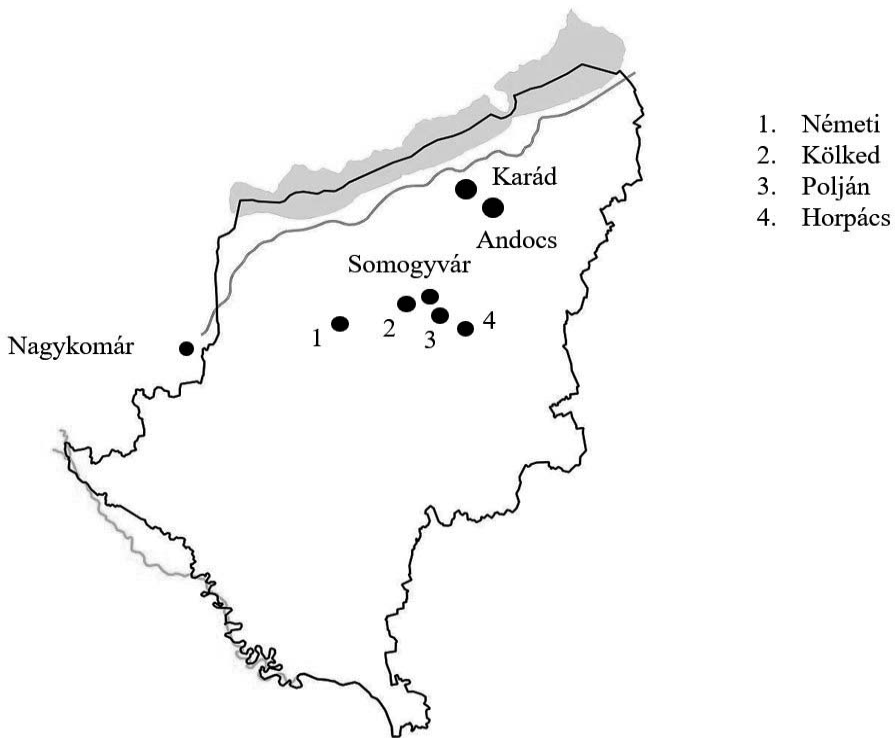 Karád
Andocs
Somogyvár
1
2
3
4
Nagykomár
1. Németi
2. Kölked
3. Polján
4. Horpács